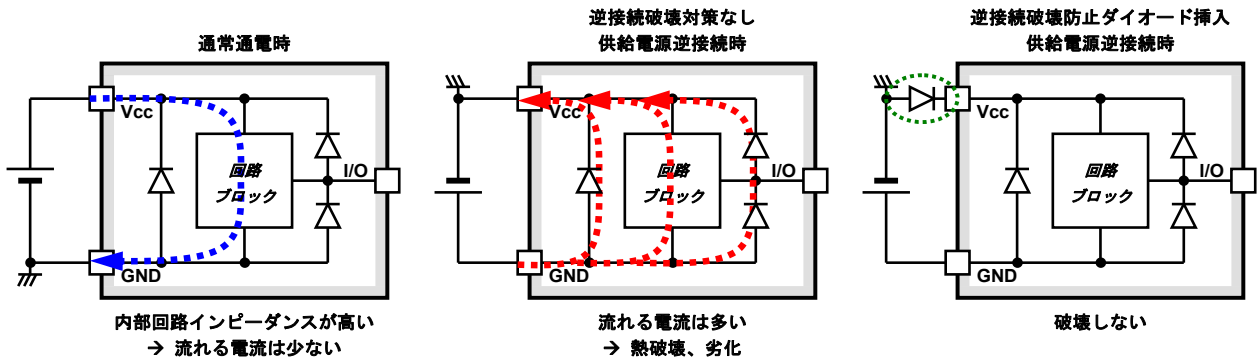 通常通電時
Vcc
回路
ブロック
I/O
GND
内部回路インピーダンスが高い
→ 流れる電流は少ない
逆接続破壊対策なし
供給電源逆接続時
Vcc
回路
ブロック
I/O
GND
流れる電流は多い
→ 熱破壊、劣化
逆接続破壊防止ダイオード挿入
供給電源逆接続時
Vcc
回路
ブロック
I/O
GND
破壊しない